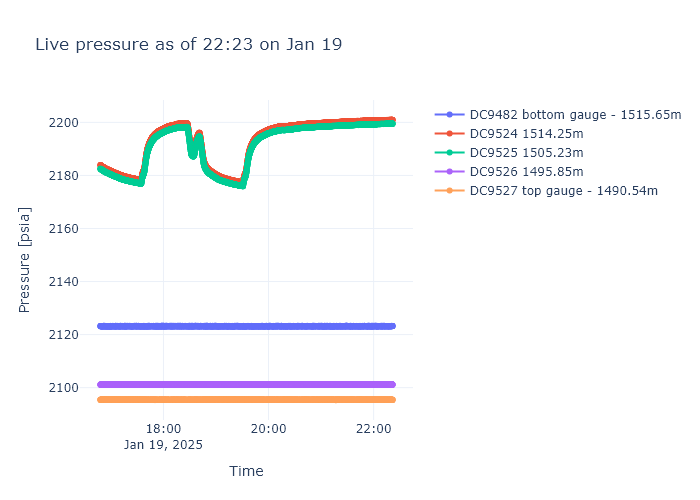 Live pressure as of 22:23 on Jan 19
DC9482 bottom gauge - 1515.65m
DC9524 1514.25m
DC9525 1505.23m
DC9526 1495.85m
DC9527 top gauge - 1490.54m
Pressure [psia]
2200
2180
2160
2140
2120
2100
18:00
Jan 19, 2025
20:00
22:00
Time